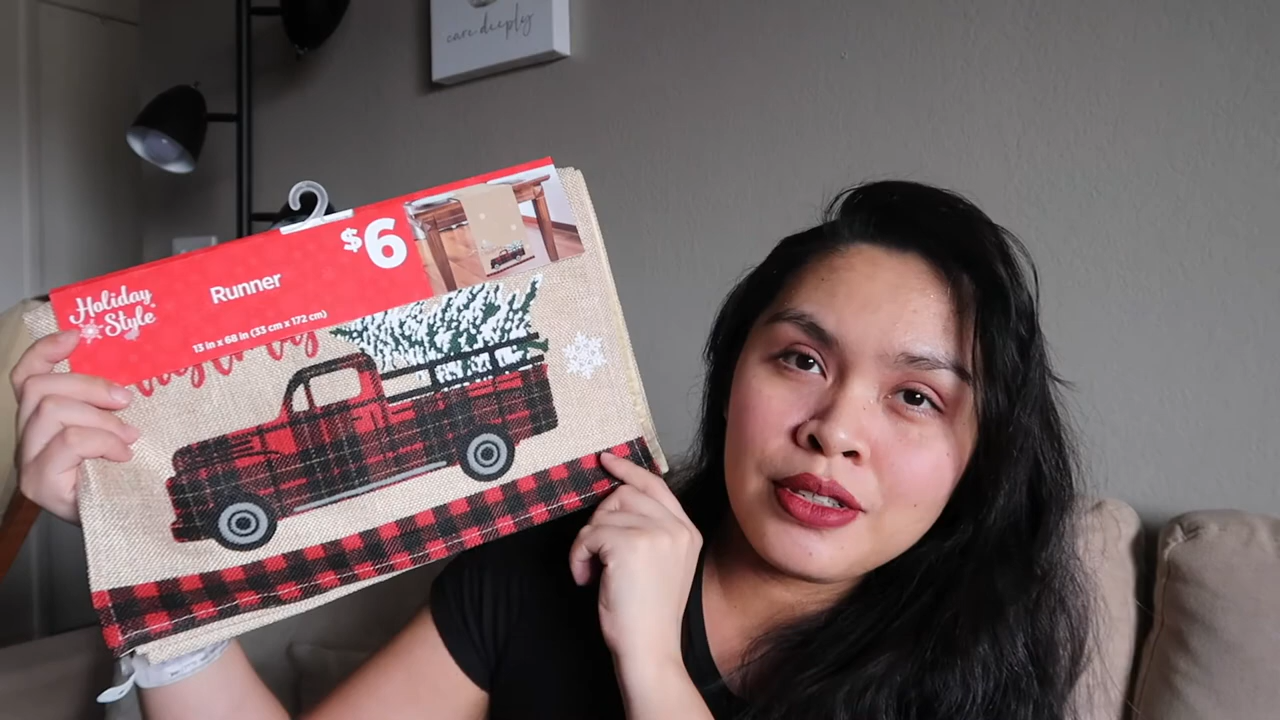 care deeply
$6
Runner
Holiday
Style
13 in x 68 in (33 cm x 172 cm)